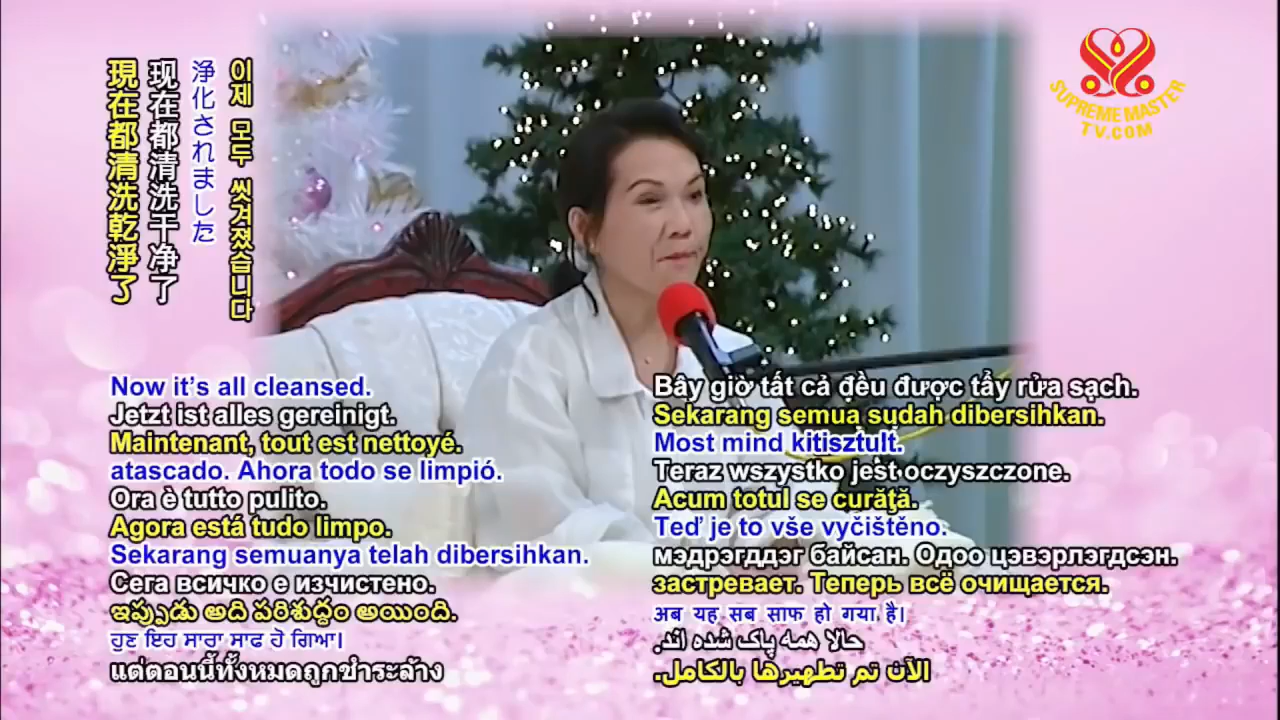 이제 모두 씻겨졌습니다
浄化されました
现在都清洗干净了
現在都清洗乾淨了
SUPREME MASTER
TV.COM
Now it's all cleansed.
Jetzt ist alles gereinigt.
Maintenant, tout est nettoyé.
atascado. Ahora todo se limpió.
Ora è tutto pulito.
Agora está tudo limpo.
Sekarang semuanya telah dibersihkan.
Сега всичко е изчистено.
ఇప్పుడు అది పరిశుద్ధం అయింది.
ਹੁਣ ਇਹ ਸਾਰਾ ਸਾਫ ਹੋ ਗਿਆ।
แต่ตอนนี้ทั้งหมดถูกชำระล้าง
Bây giờ tất cả đều được tẩy rửa sạch.
Sekarang semua sudah dibersihkan.
Most mind kitisztult.
Teraz wszystko jest oczyszczone.
Acum totul se curăţă.
Teď je to vše vyčištěno.
мэдрэгддэг байсан. Одоо цэвэрлэгдсэн.
застревает. Теперь всё очищается.
अब यह सब साफ हो गया है।
حالا همه پاک شده اند.
الآن تم تطهيرها بالكامل.